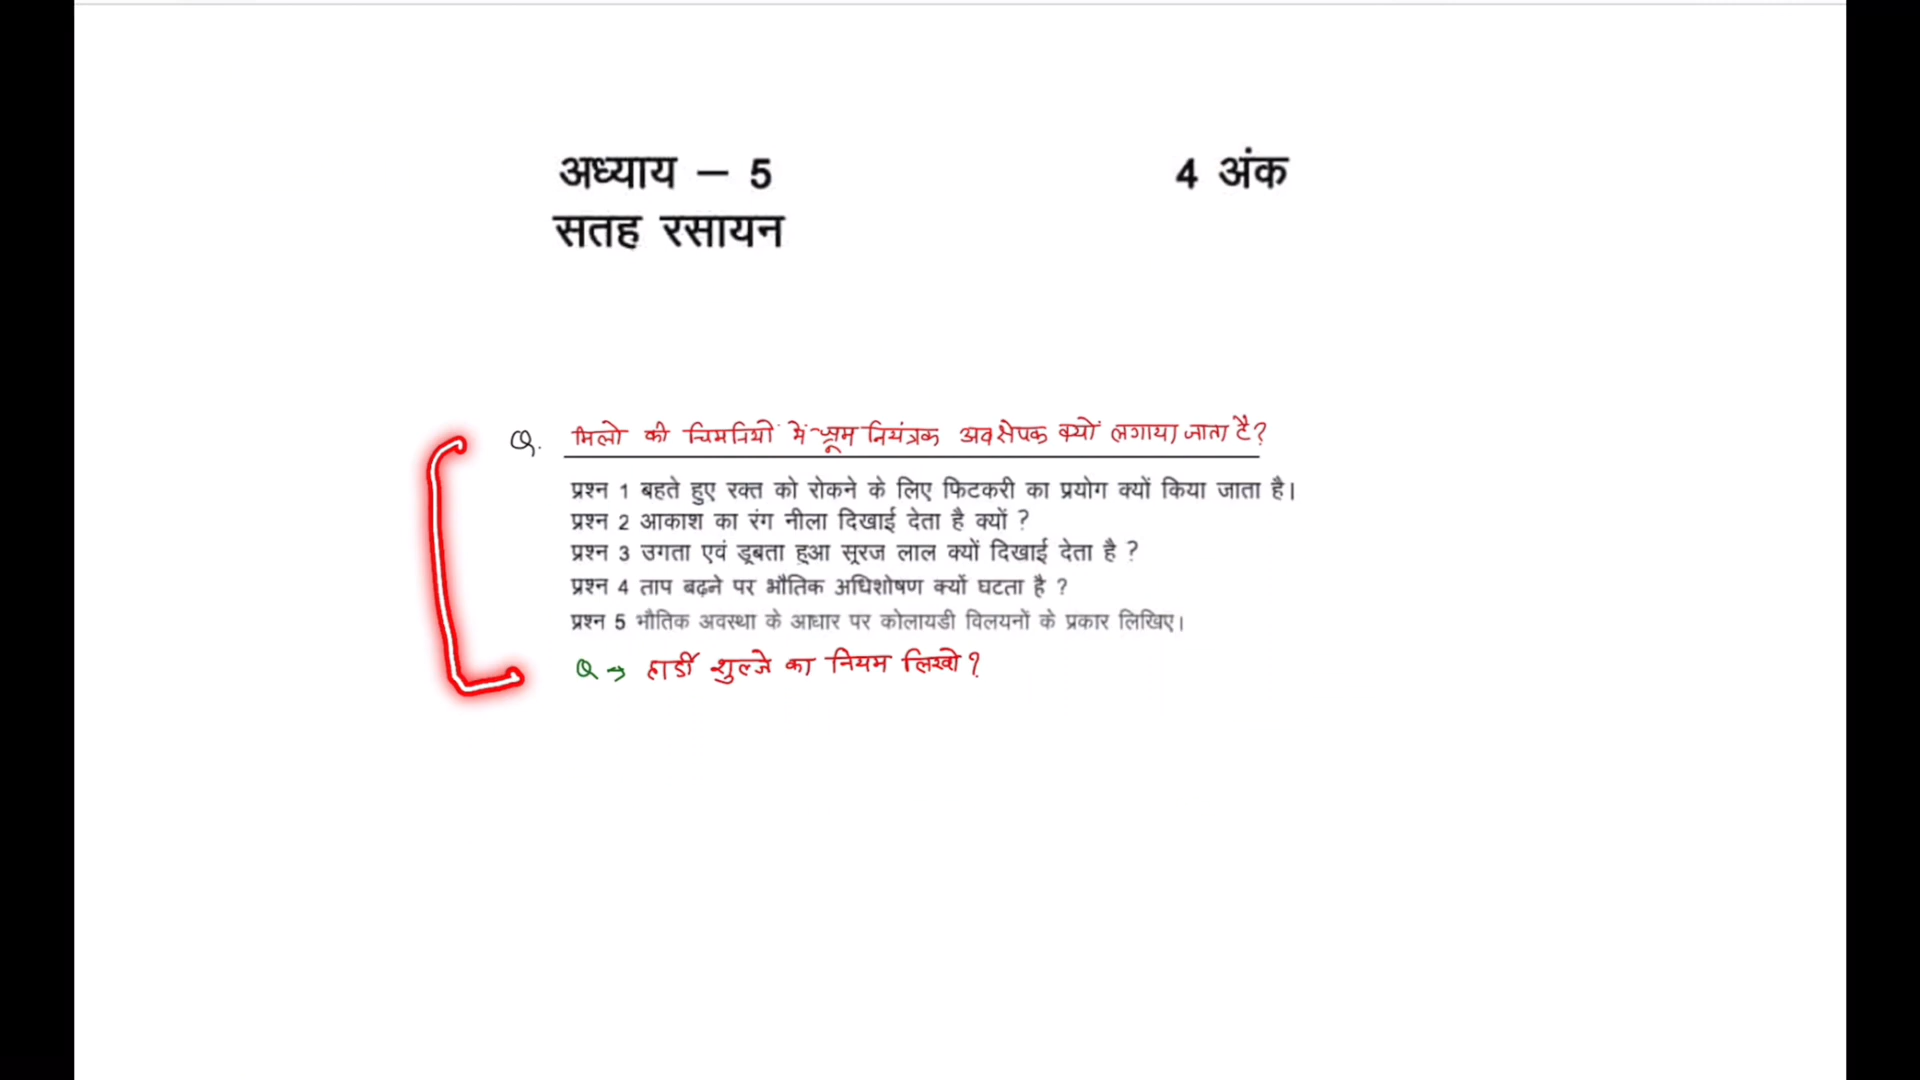 अध्याय – 5 4 अंक
सतह रसायन
Q. मिलो की चिमनियों में धूम्र नियंत्रक अवक्षेपक क्यों लगाया जाता है?
प्रश्न 1 बहते हुए रक्त को रोकने के लिए फिटकरी का प्रयोग क्यों किया जाता है।
प्रश्न 2 आकाश का रंग नीला दिखाई देता है क्यों ?
प्रश्न 3 उगता एवं डूबता हुआ सूरज लाल क्यों दिखाई देता है ?
प्रश्न 4 ताप बढ़ने पर भौतिक अधिशोषण क्यों घटता है ?
प्रश्न 5 भौतिक अवस्था के आधार पर कोलायडी विलयनों के प्रकार लिखिए।
Q → हार्डी शुल्जे का नियम लिखो?